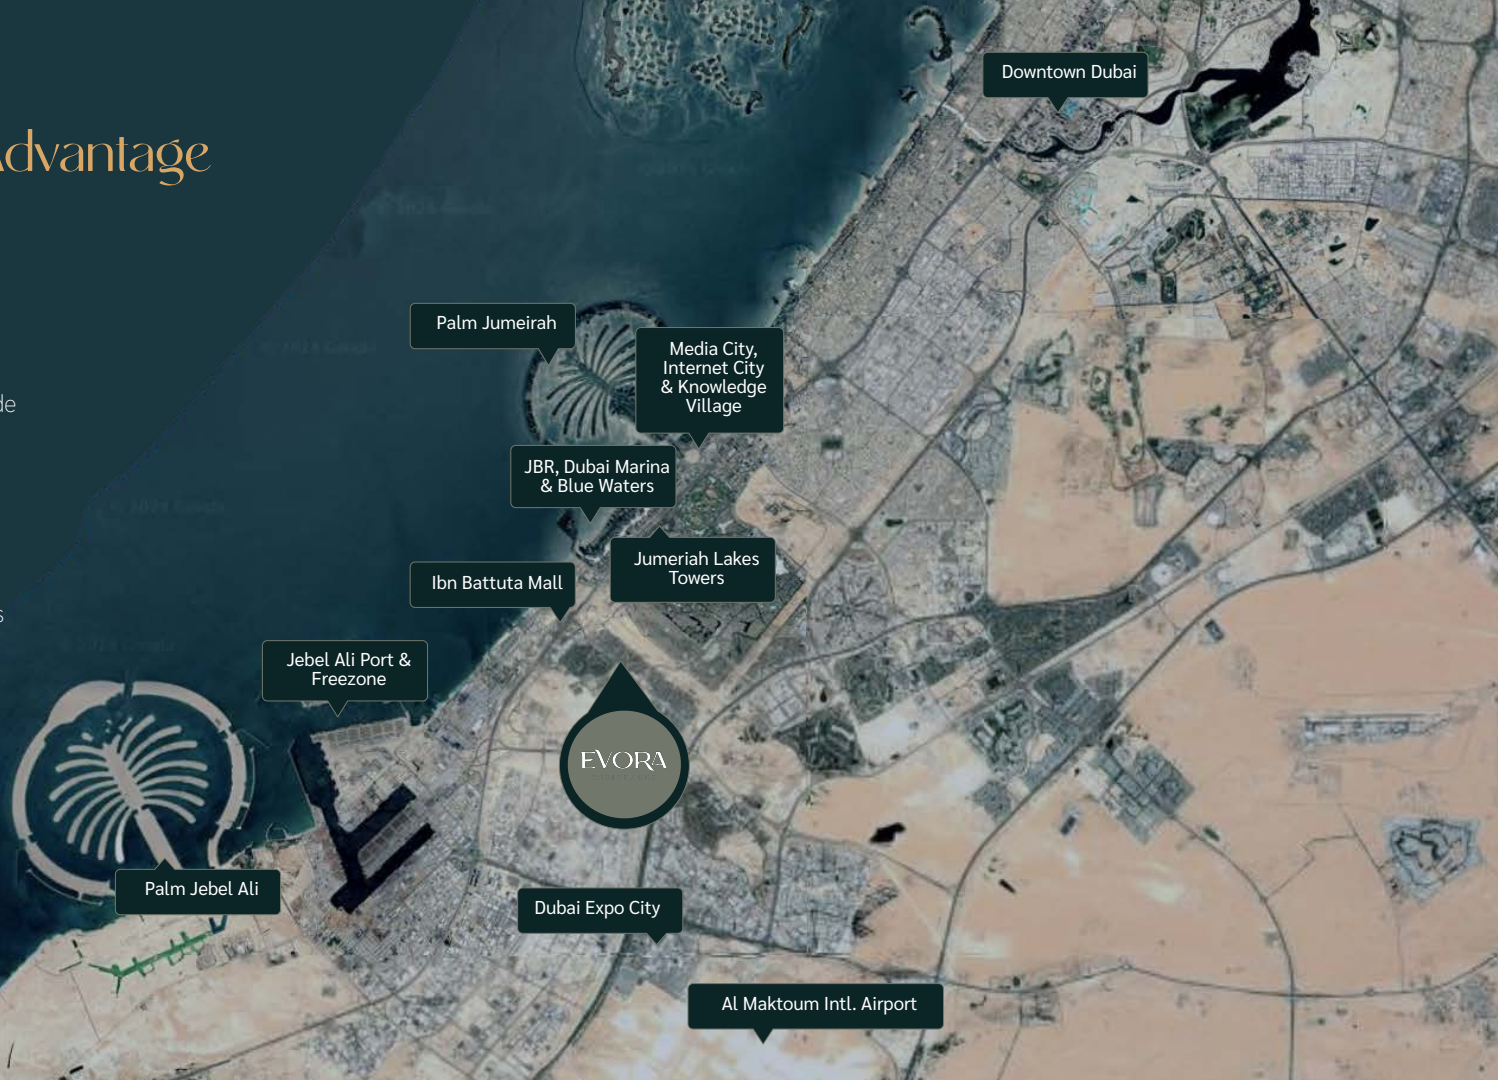 Advantage
de
s
Downtown Dubai
Palm Jumeirah
Media City,
Internet City
& Knowledge
Village
JBR, Dubai Marina
& Blue Waters
Jumeriah Lakes
Towers
Ibn Battuta Mall
Jebel Ali Port &
Freezone
EVORA
Palm Jebel Ali
Dubai Expo City
Al Maktoum Intl. Airport